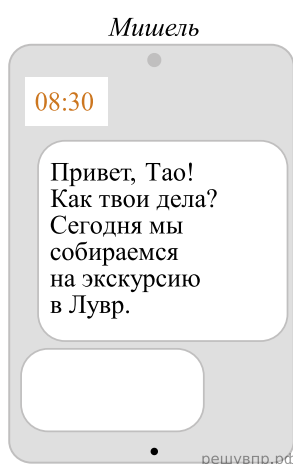 Мишель
08:30
Привет, Тао!
Как твои дела?
Сегодня мы
собираемся
на экскурсию
в Лувр.
решувпр.рф